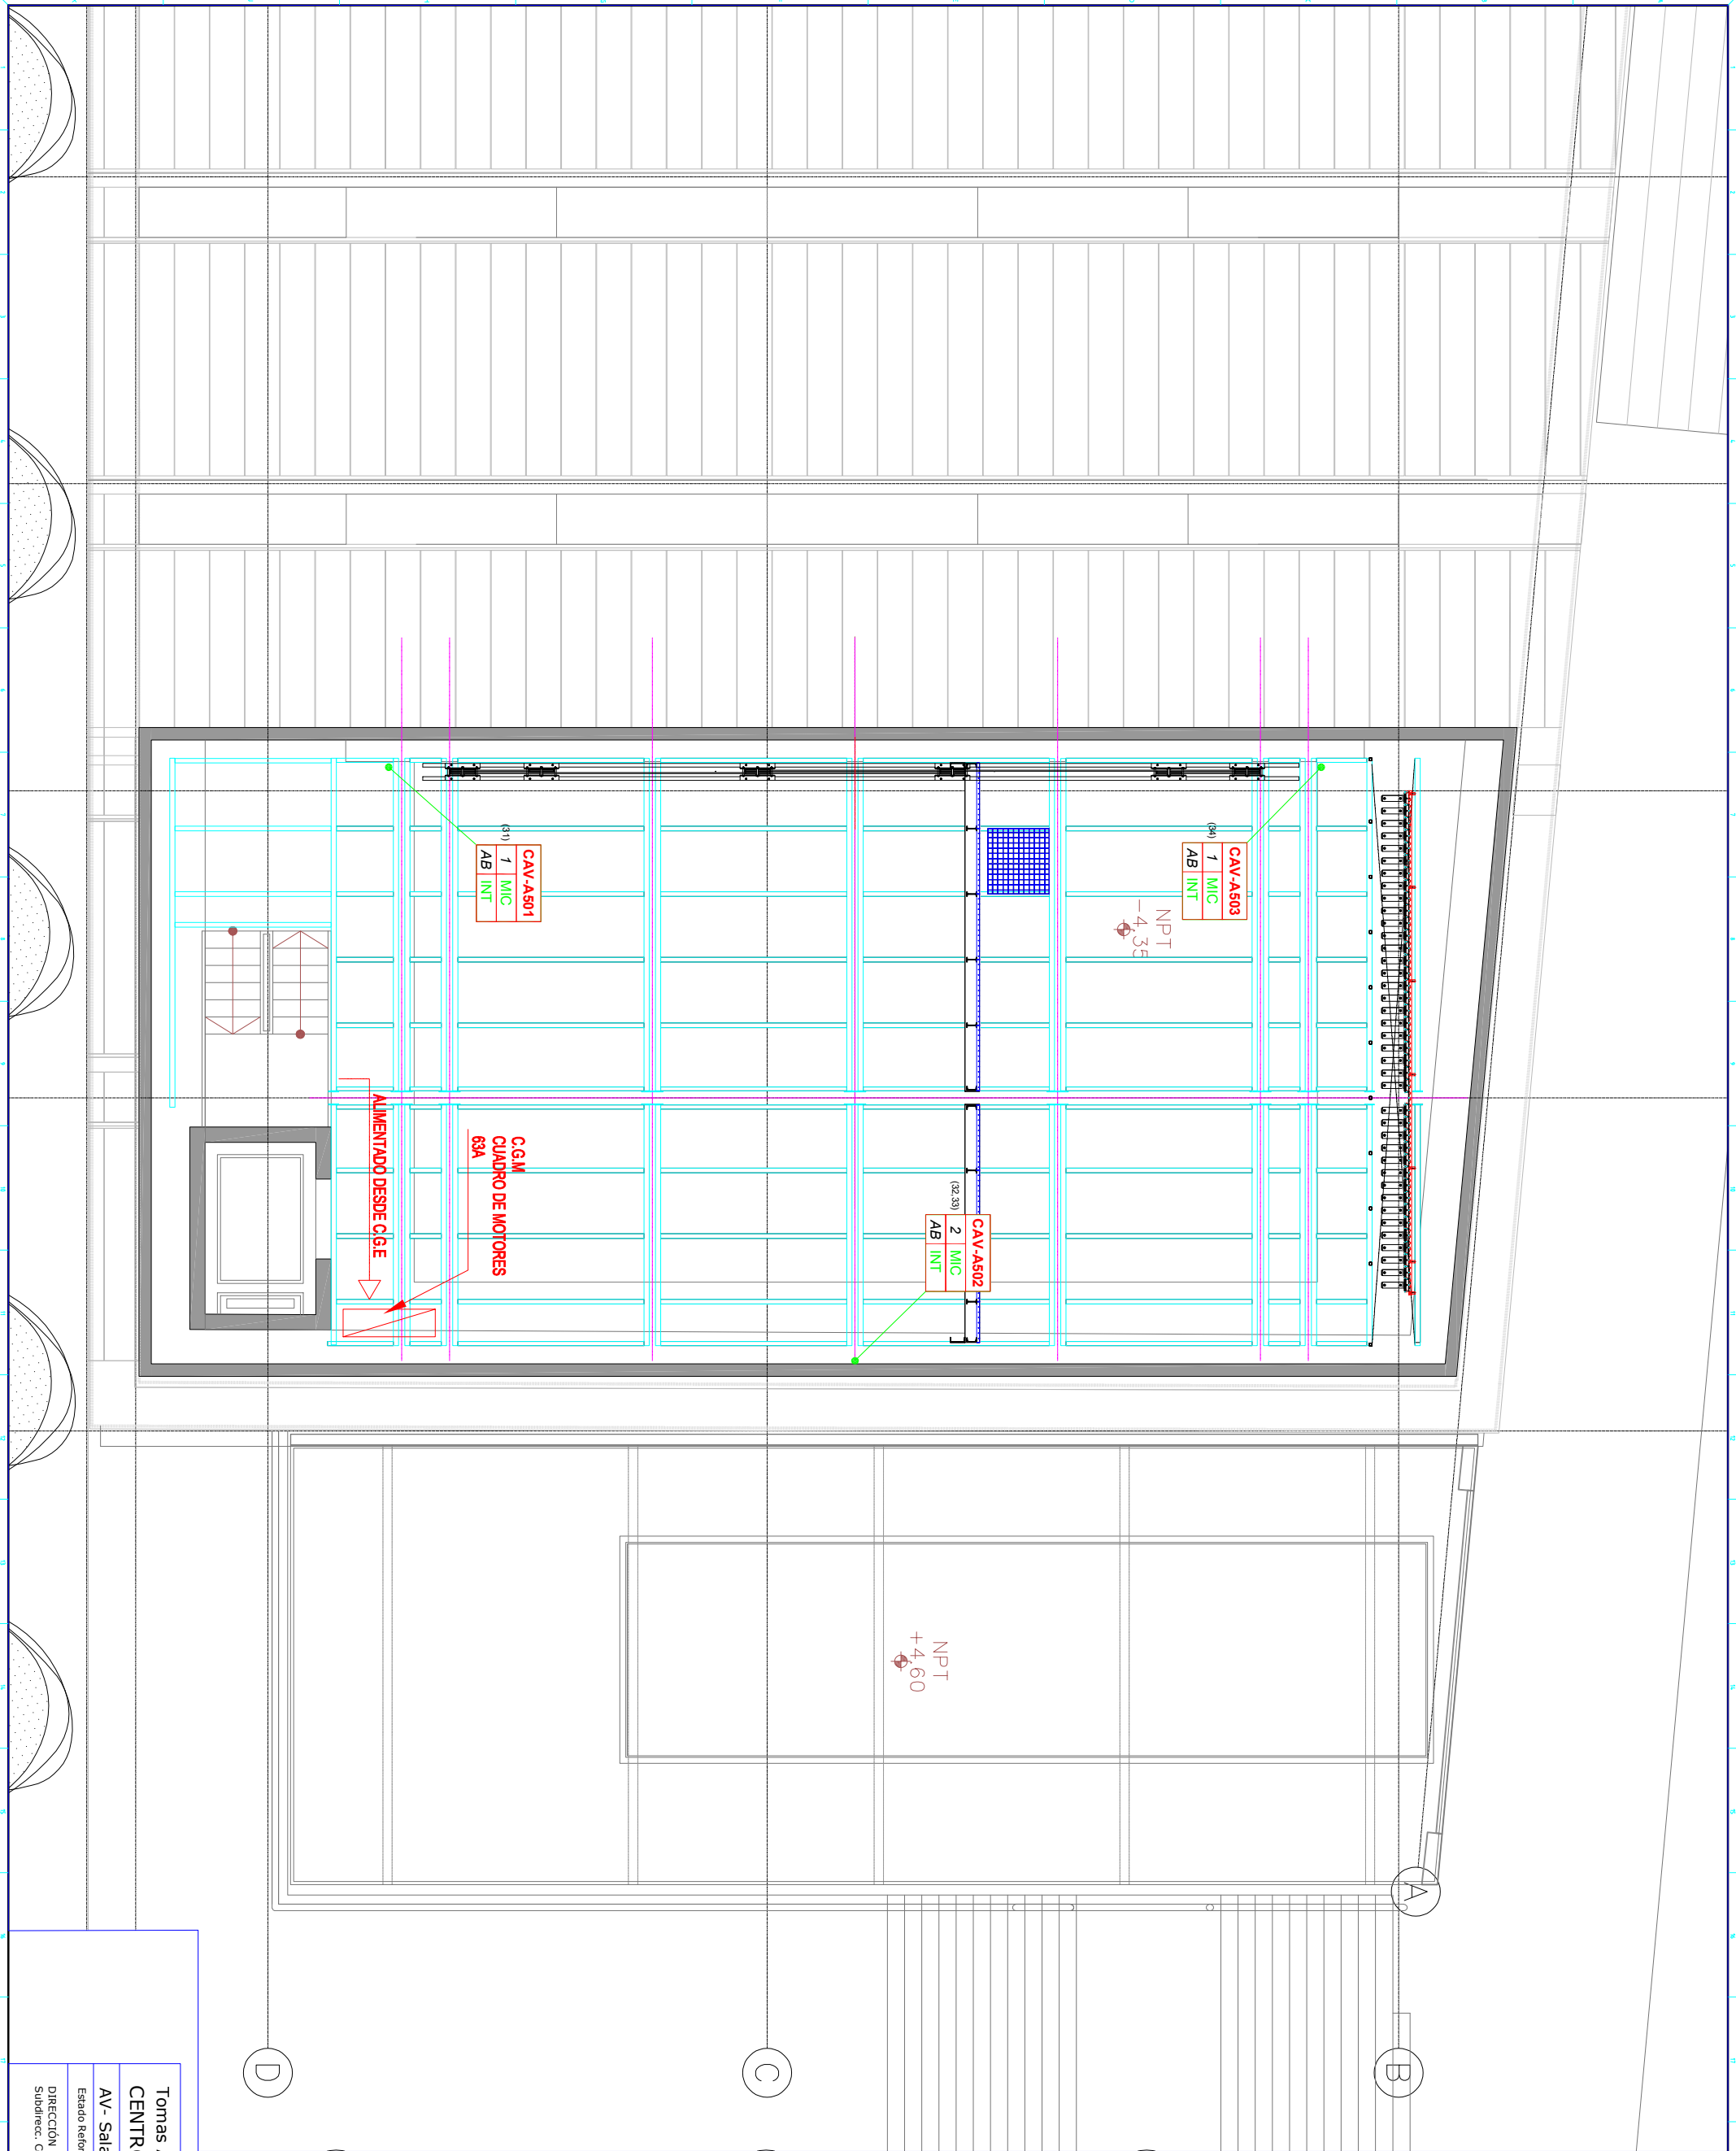 CAV-A503
(34)
1 MIC
AB INT
NPT
-4,35
CAV-A501
(31)
1 MIC
AB INT
CAV-A502
(32,33)
2 MIC
AB INT
C.G.M
CUADRO DE MOTORES
63A
ALIMENTADO DESDE C.G.E
NPT
+4,60
A
B
C
D
Tomas
CENTR
AV- Sala
Estado Refor
DIRECCIÓN
Subdirecc. C